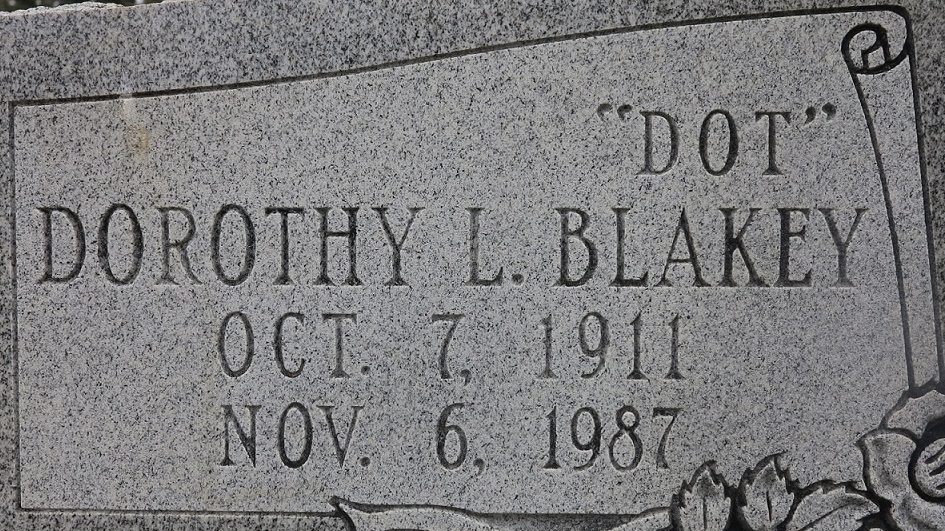 “DOT”
DOROTHY L. BLAKEY
OCT. 7, 1911
NOV. 6, 1987